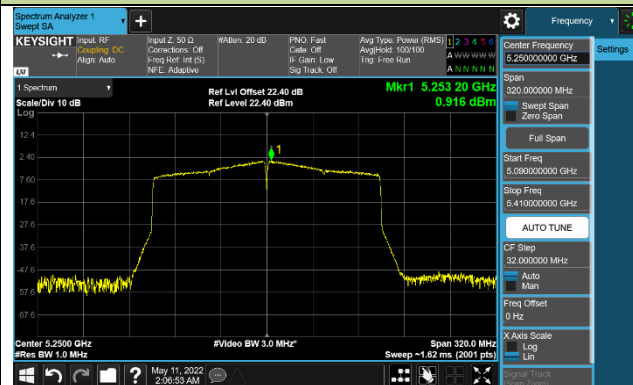 Spectrum Analyzer 1
Swept SA
Frequency
KEYSIGHT
Input: RF
Coupling: DC
Align: Auto
Input Z: 50 Ω
Corrections: Off
Freq Ref: Int (S)
NFE: Adaptive
#Atten: 20 dB
PNO: Fast
Gate: Off
IF Gain: Low
Sig Track: Off
Avg Type: Power (RMS)
Avg|Hold: 100/100
Trig: Free Run
1 2 3 4 5 6
A W W W W W
A N N N N N
LXI
Center Frequency
5.250000000 GHz
Settings
Span
320.000000 MHz
Swept Span
Zero Span
Full Span
Start Freq
5.090000000 GHz
Stop Freq
5.410000000 GHz
AUTO TUNE
CF Step
32.000000 MHz
Auto
Man
Freq Offset
0 Hz
X Axis Scale
Log
Lin
Signal Track
(Span Zoom)
1 Spectrum
Scale/Div 10 dB
Log
Ref Lvl Offset 22.40 dB
Ref Level 22.40 dBm
Mkr1 5.253 20 GHz
0.916 dBm
12.4
2.40
-7.60
-17.6
-27.6
-37.6
-47.6
-57.6
-67.6
1
Center 5.2500 GHz
#Res BW 1.0 MHz
#Video BW 3.0 MHz*
Span 320.0 MHz
Sweep ~1.62 ms (2001 pts)
May 11, 2022
2:06:53 AM